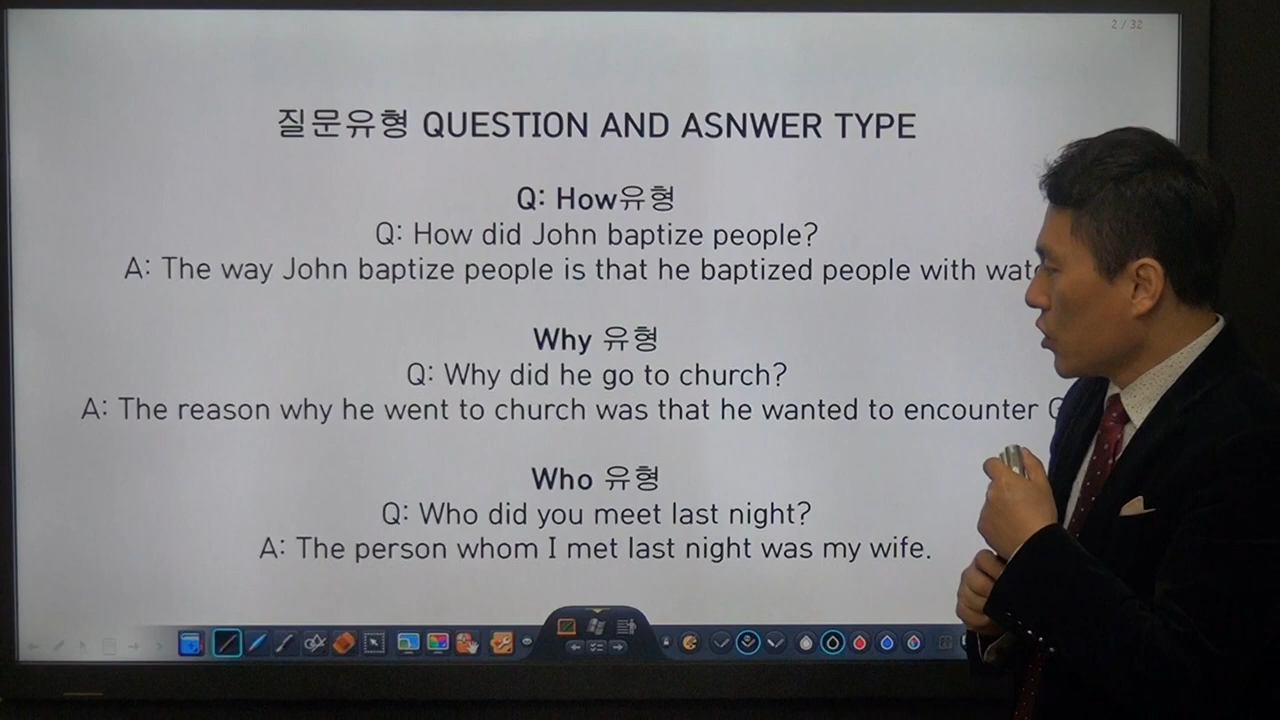 2 / 32
질문유형 QUESTION AND ASNWER TYPE
Q: How유형
Q: How did John baptize people?
A: The way John baptize people is that he baptized people with
Why 유형
Q: Why did he go to church?
A: The reason why he went to church was that he wanted to encounter
Who 유형
Q: Who did you meet last night?
A: The person whom I met last night was my wife.